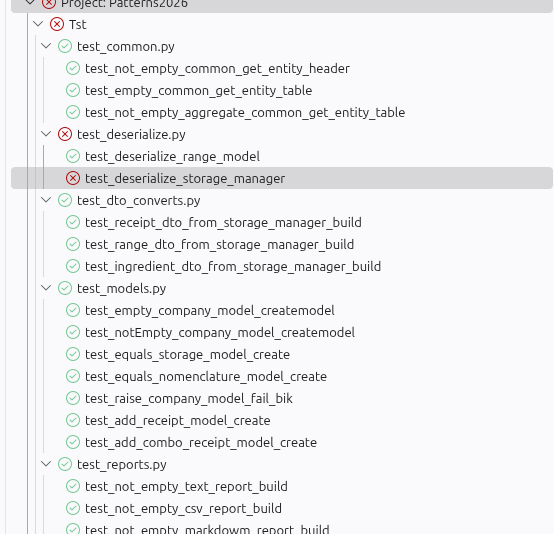 Project: Patterns2026
Tst
test_common.py
test_not_empty_common_get_entity_header
test_empty_common_get_entity_table
test_not_empty_aggregate_common_get_entity_table
test_deserialize.py
test_deserialize_range_model
test_deserialize_storage_manager
test_dto_converts.py
test_receipt_dto_from_storage_manager_build
test_range_dto_from_storage_manager_build
test_ingredient_dto_from_storage_manager_build
test_models.py
test_empty_company_model_createmodel
test_notEmpty_company_model_createmodel
test_equals_storage_model_create
test_equals_nomenclature_model_create
test_raise_company_model_fail_bik
test_add_receipt_model_create
test_add_combo_receipt_model_create
test_reports.py
test_not_empty_text_report_build
test_not_empty_csv_report_build
test_not_empty_markdowm_report_build